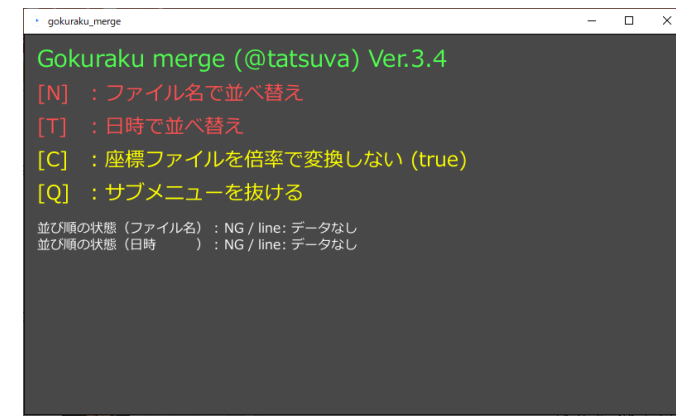 gokuraku_merge
Gokuraku merge (@tatsuva) Ver.3.4
[N] ：ファイル名で並べ替え
[T] ：日時で並べ替え
[C] ：座標ファイルを倍率で変換しない (true)
[Q] ：サブメニューを抜ける
並び順の状態（ファイル名）：NG / line: データなし
並び順の状態（日時　　）：NG / line: データなし